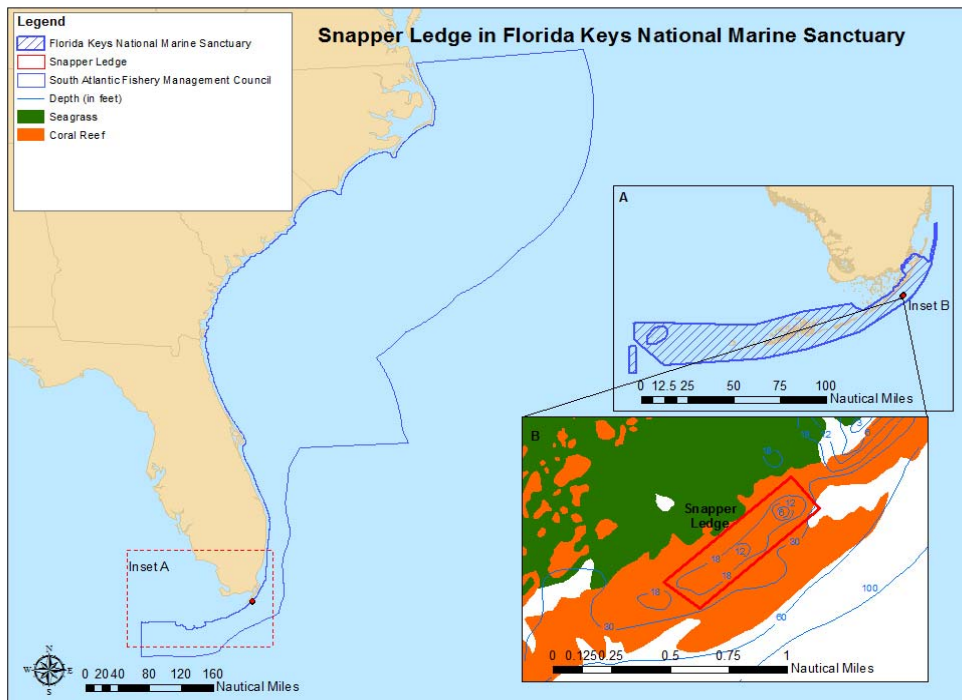 Legend
Florida Keys National Marine Sanctuary
Snapper Ledge
South Atlantic Fishery Management Council
Depth (in feet)
Seagrass
Coral Reef
Snapper Ledge in Florida Keys National Marine Sanctuary
A
Inset B
0 12.5 25 50 75 100
Nautical Miles
B
Snapper
Ledge
18
12
3
6
18
12
6
12
30
18
18
18
30
60
100
0 0.125 0.25 0.5 0.75 1
Nautical Miles
Inset A
N
W E
S
0 20 40 80 120 160
Nautical Miles